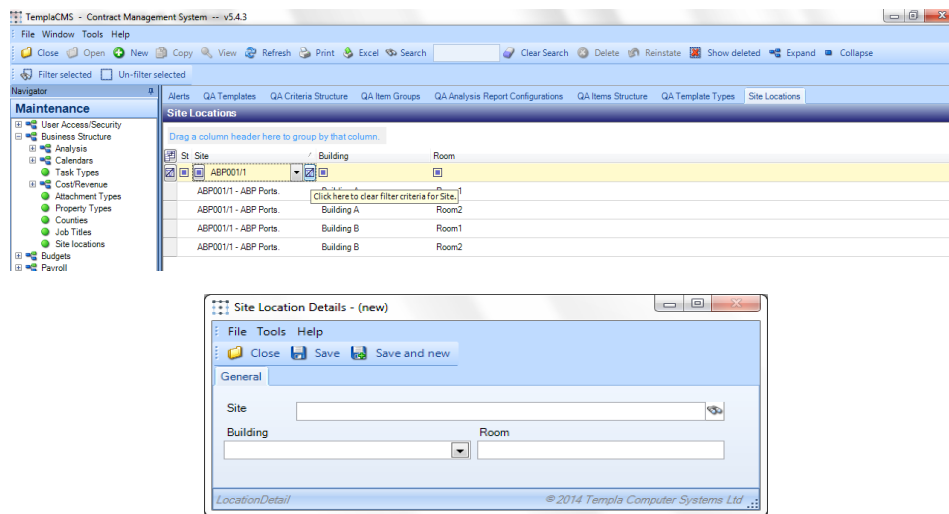 TemplaCMS - Contract Management System -- v5.4.3
File Window Tools Help
Close Open New Copy View Refresh Print Excel Search Clear Search Delete Reinstate Show deleted Expand Collapse
Filter selected Un-filter selected
Navigator
Alerts QA Templates QA Criteria Structure QA Item Groups QA Analysis Report Configurations QA Items Structure QA Template Types Site Locations
Maintenance
Site Locations
User Access/Security
Business Structure
Analysis
Calendars
Task Types
Cost/Revenue
Attachment Types
Property Types
Counties
Job Titles
Site locations
Budgets
Payroll
Drag a column header here to group by that column.
St Site Building Room
ABP001/1
Click here to clear filter criteria for Site.
ABP001/1 - ABP Ports.
ABP001/1 - ABP Ports. Building A Room2
ABP001/1 - ABP Ports. Building B Room1
ABP001/1 - ABP Ports. Building B Room2
Site Location Details - (new)
File Tools Help
Close Save Save and new
General
Site
Building Room
LocationDetail ©2014 Templa Computer Systems Ltd